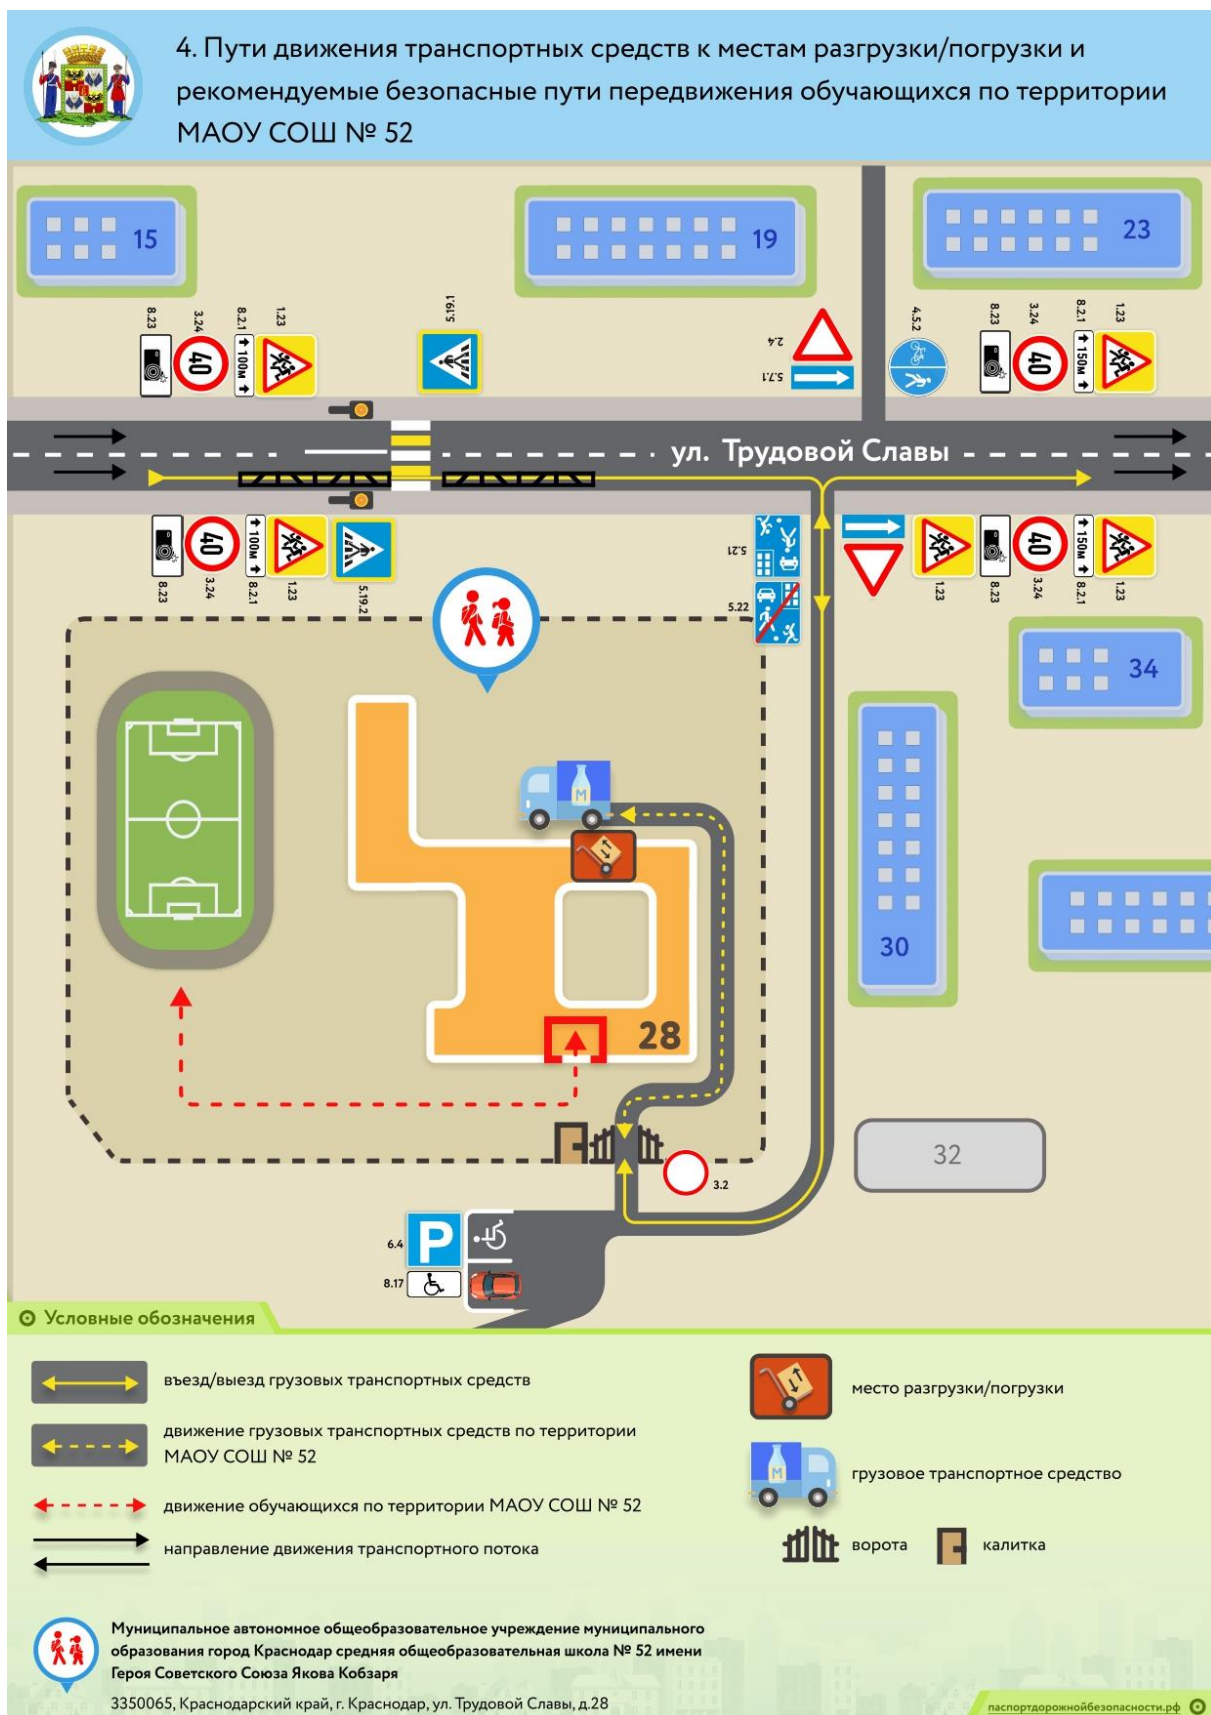 4. Пути движения транспортных средств к местам разгрузки/погрузки и
рекомендуемые безопасные пути передвижения обучающихся по территории
МАОУ СОШ № 52
15
19
23
8.23
3.24
8.2.1
1.23
5.19.1
2.4
5.7.1
4.5.2
8.23
3.24
8.2.1
1.23
40
100м
40
150м
ул. Трудовой Славы
40
100м
8.23
3.24
8.2.1
1.23
5.19.2
5.21
5.22
40
150м
1.23
8.23
3.24
8.2.1
1.23
34
М
30
28
32
3.2
6.4
P
8.17
Условные обозначения
въезд/выезд грузовых транспортных средств
движение грузовых транспортных средств по территории
МАОУ СОШ № 52
движение обучающихся по территории МАОУ СОШ № 52
направление движения транспортного потока
место разгрузки/погрузки
М
грузовое транспортное средство
ворота
калитка
Муниципальное автономное общеобразовательное учреждение муниципального
образования город Краснодар средняя общеобразовательная школа № 52 имени
Героя Советского Союза Якова Кобзаря
3350065, Краснодарский край, г. Краснодар, ул. Трудовой Славы, д.28
паспортдорожнойбезопасности.рф